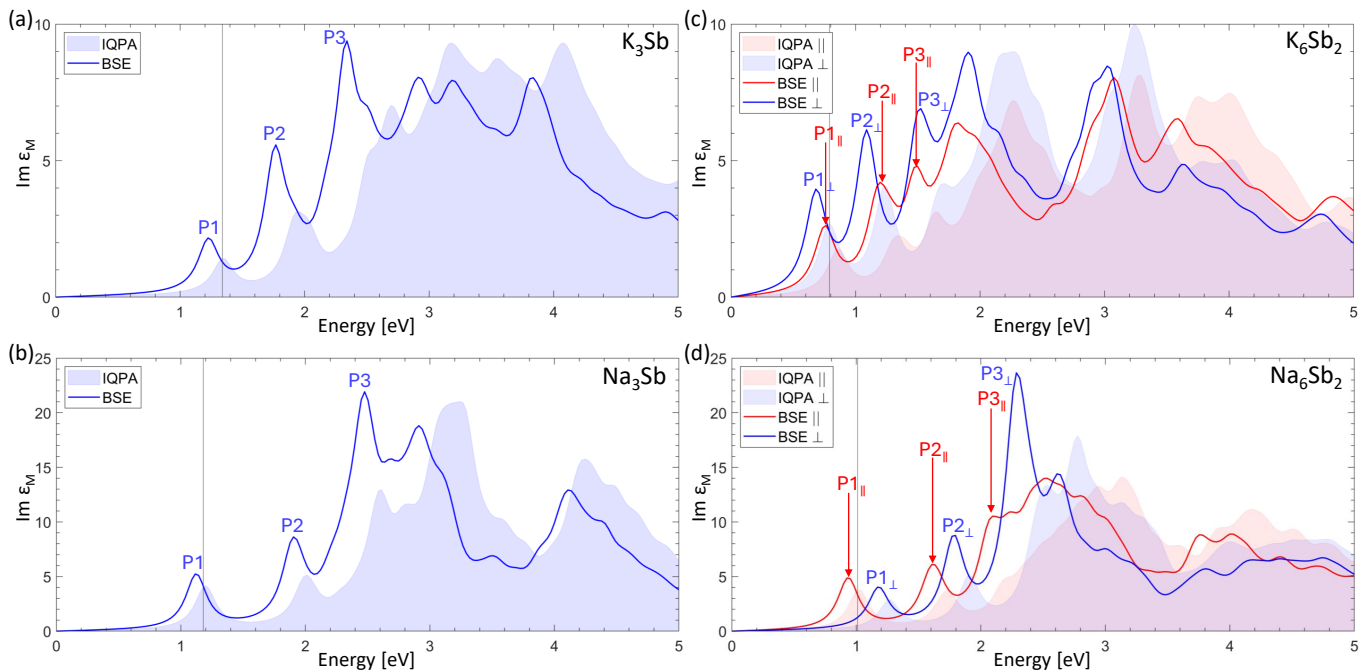 (a)
K₃Sb
IQPA
BSE
P1
P2
P3
10
5
0
Im ε_M
0 1 2 3 4 5
Energy [eV]
(c)
K₆Sb₂
IQPA ||
IQPA ⊥
BSE ||
BSE ⊥
P1⊥
P1||
P2⊥
P2||
P3⊥
P3||
10
5
0
Im ε_M
0 1 2 3 4 5
Energy [eV]
(b)
Na₃Sb
IQPA
BSE
P1
P2
P3
25
20
15
10
5
0
Im ε_M
0 1 2 3 4 5
Energy [eV]
(d)
Na₆Sb₂
IQPA ||
IQPA ⊥
BSE ||
BSE ⊥
P1||
P1⊥
P2||
P2⊥
P3||
P3⊥
25
20
15
10
5
0
Im ε_M
0 1 2 3 4 5
Energy [eV]